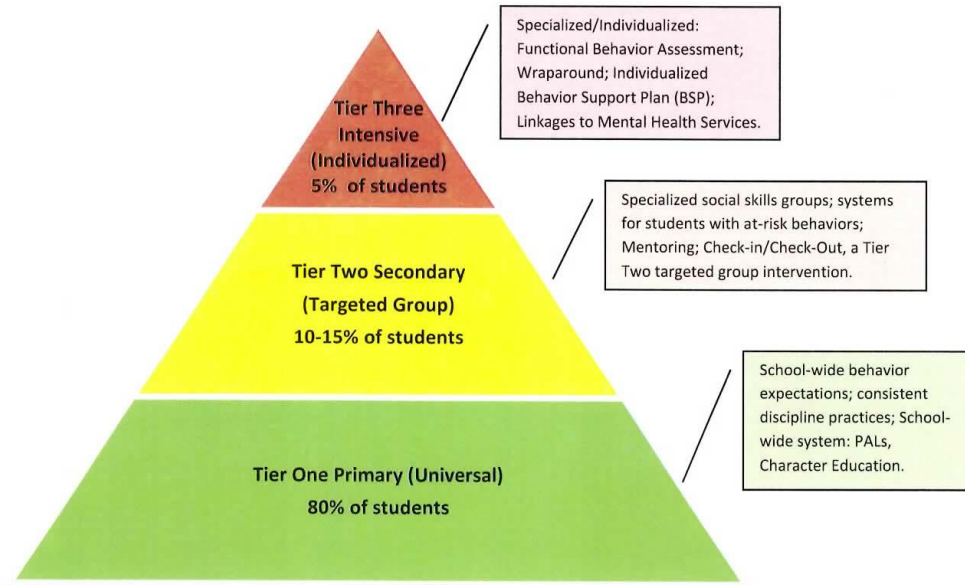 Specialized/Individualized:
Functional Behavior Assessment;
Wraparound; Individualized
Behavior Support Plan (BSP);
Linkages to Mental Health Services.
Tier Three
Intensive
(Individualized)
5% of students
Specialized social skills groups; systems
for students with at-risk behaviors;
Mentoring; Check-in/Check-Out, a Tier
Two targeted group intervention.
Tier Two Secondary
(Targeted Group)
10-15% of students
School-wide behavior
expectations; consistent
discipline practices; School-
wide system: PALs,
Character Education.
Tier One Primary (Universal)
80% of students